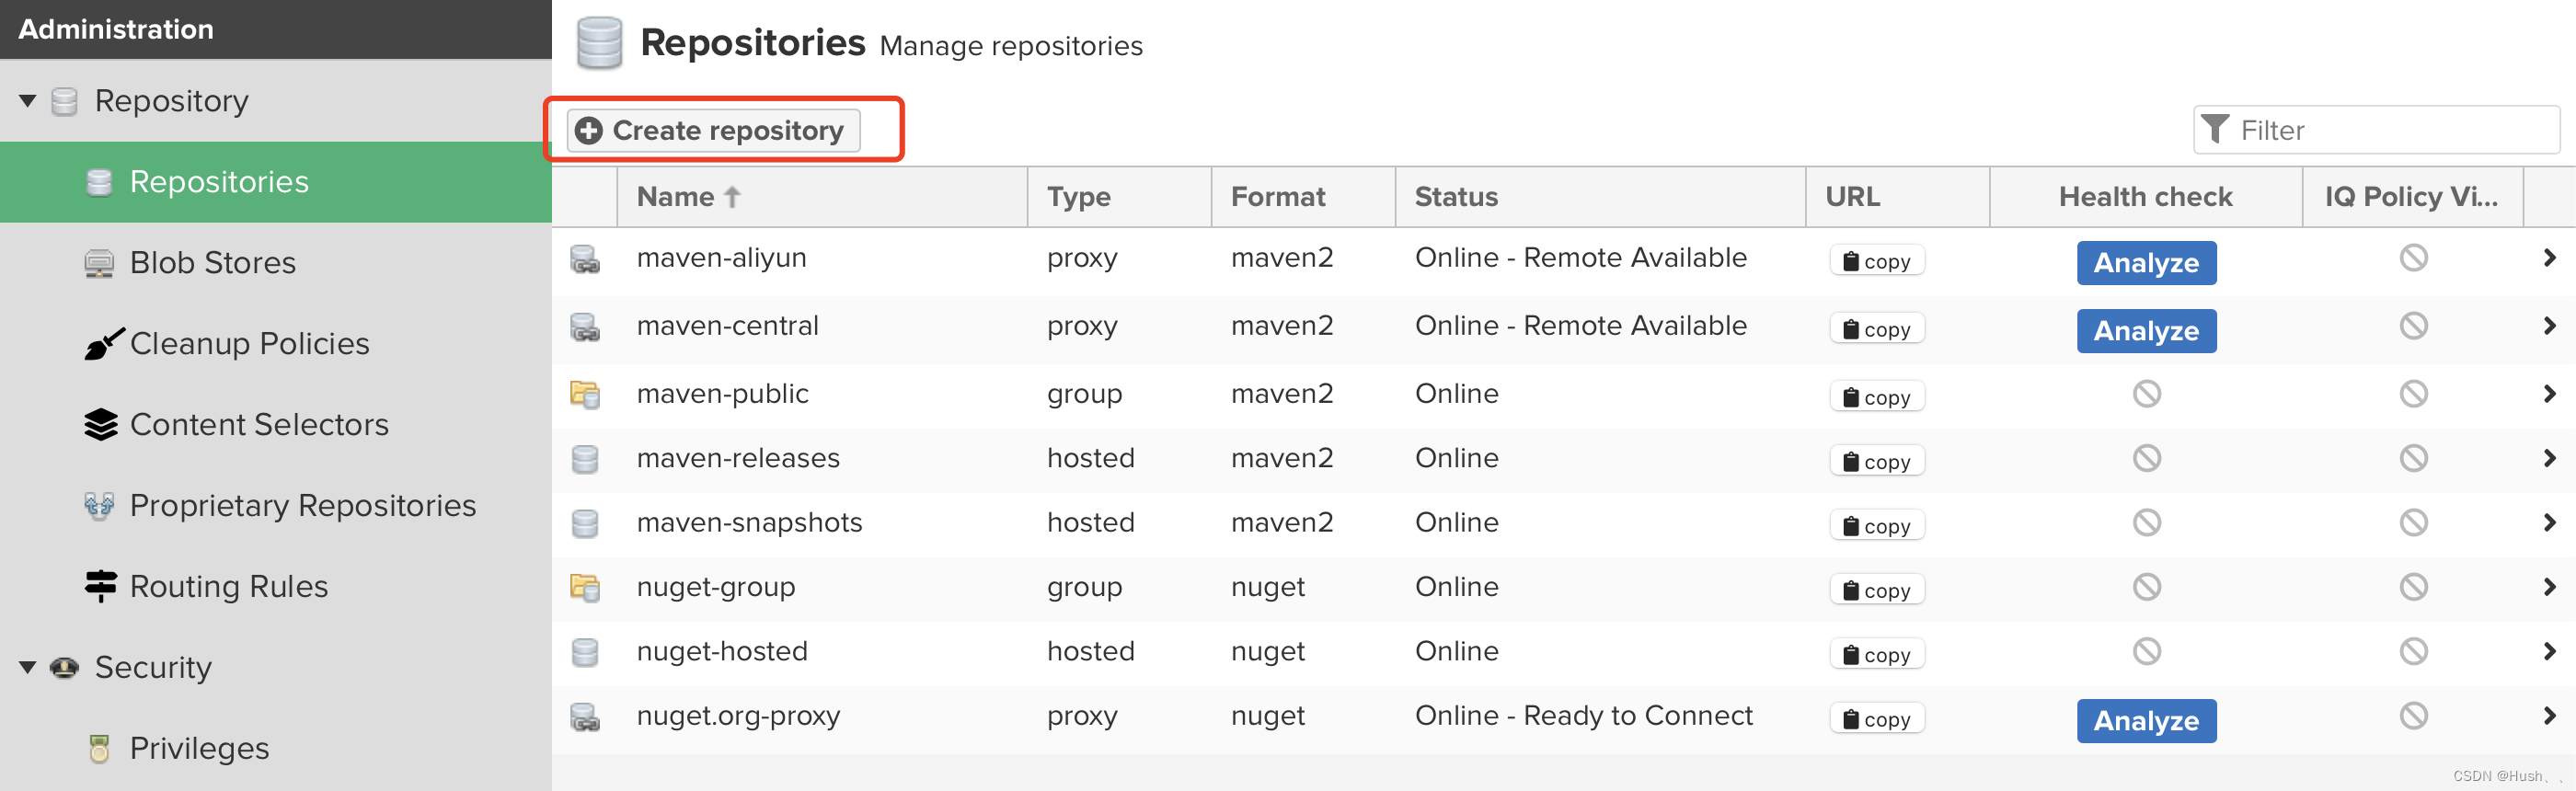 Administration
Repository
Repositories
Blob Stores
Cleanup Policies
Content Selectors
Proprietary Repositories
Routing Rules
Security
Privileges
Repositories Manage repositories
Create repository Filter
Name Type Format Status URL Health check IQ Policy Vi...
maven-aliyun proxy maven2 Online - Remote Available copy Analyze
maven-central proxy maven2 Online - Remote Available copy Analyze
maven-public group maven2 Online copy
maven-releases hosted maven2 Online copy
maven-snapshots hosted maven2 Online copy
nuget-group group nuget Online copy
nuget-hosted hosted nuget Online copy
nuget.org-proxy proxy nuget Online - Ready to Connect copy Analyze
CSDN @Hush、、